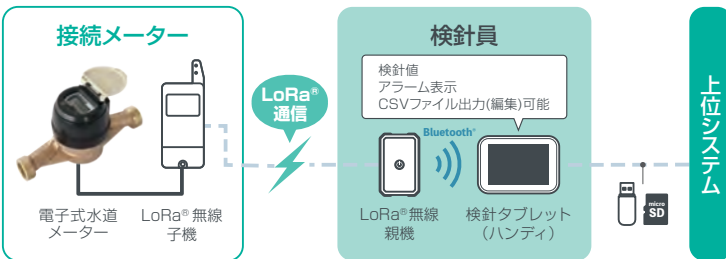 接続メーター
電子式水道
メーター
LoRa®無線
子機
LoRa®
通信
検針員
検針値
アラーム表示
CSVファイル出力(編集)可能
Bluetooth®
LoRa®無線
親機
検針タブレット
（ハンディ）
micro
SD
上位システム